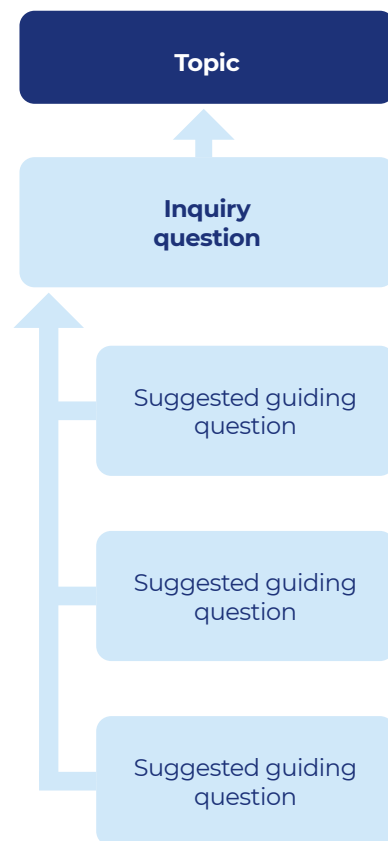 Topic
Inquiry
question
Suggested guiding
question
Suggested guiding
question
Suggested guiding
question